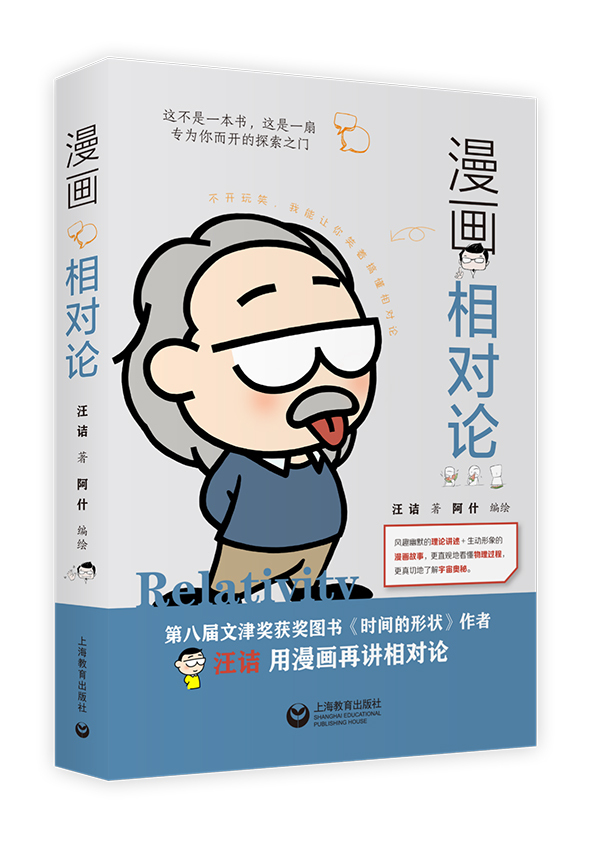 漫画
相对论
汪诘 著 阿什 编绘
上海教育出版社
这不是一本书，这是一扇
专为你而开的探索之门
不开玩笑，我能让你笑着搞懂相对论
漫画
相对论
汪诘 著 阿什 编绘
风趣幽默的理论讲述+生动形象的
漫画故事，更直观地看懂物理过程，
更真切地了解宇宙奥秘。
Relativity
第八届文津奖获奖图书《时间的形状》作者
汪诘 用漫画再讲相对论
上海教育出版社
SHANGHAI EDUCATIONAL
PUBLISHING HOUSE